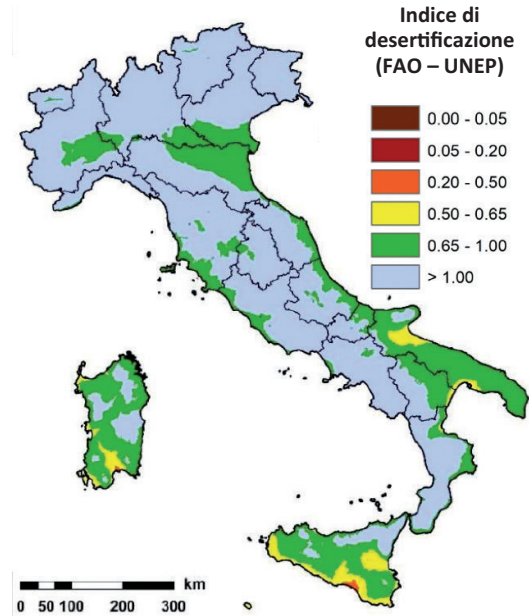 Indice di
desertificazione
(FAO – UNEP)
0.00 - 0.05
0.05 - 0.20
0.20 - 0.50
0.50 - 0.65
0.65 - 1.00
> 1.00
km
0 50 100 200 300